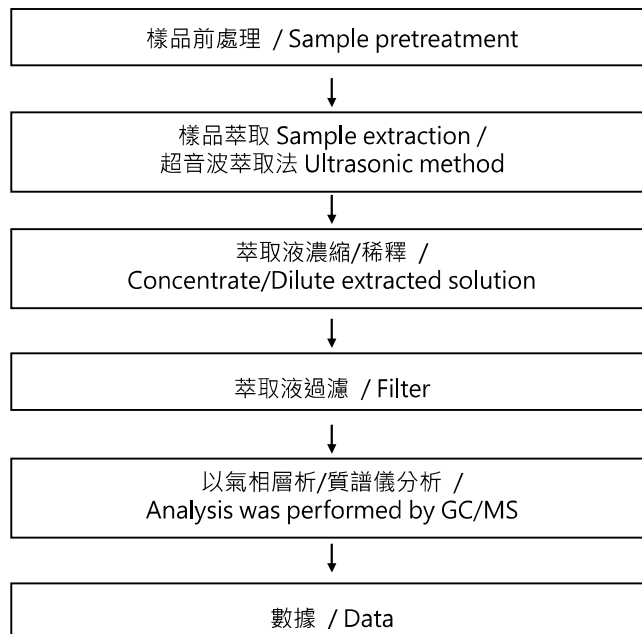 樣品前處理 / Sample pretreatment
樣品萃取 Sample extraction /
超音波萃取法 Ultrasonic method
萃取液濃縮/稀釋 /
Concentrate/Dilute extracted solution
萃取液過濾 / Filter
以氣相層析/質譜儀分析 /
Analysis was performed by GC/MS
數據 / Data